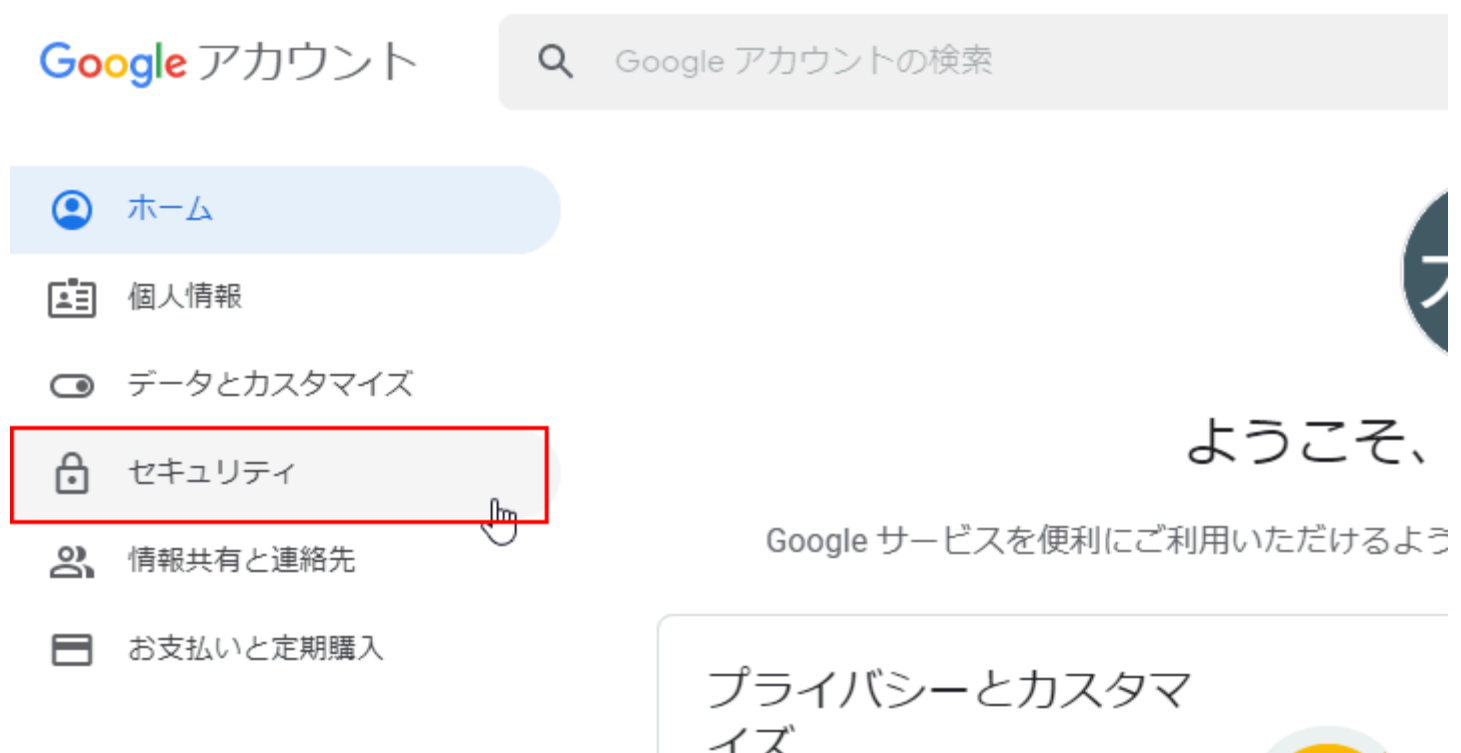 Google アカウント
Google アカウントの検索
ホーム
個人情報
データとカスタマイズ
セキュリティ
情報共有と連絡先
お支払いと定期購入
ようこそ、
Google サービスを便利にご利用いただけるよう
プライバシーとカスタマ
イズ